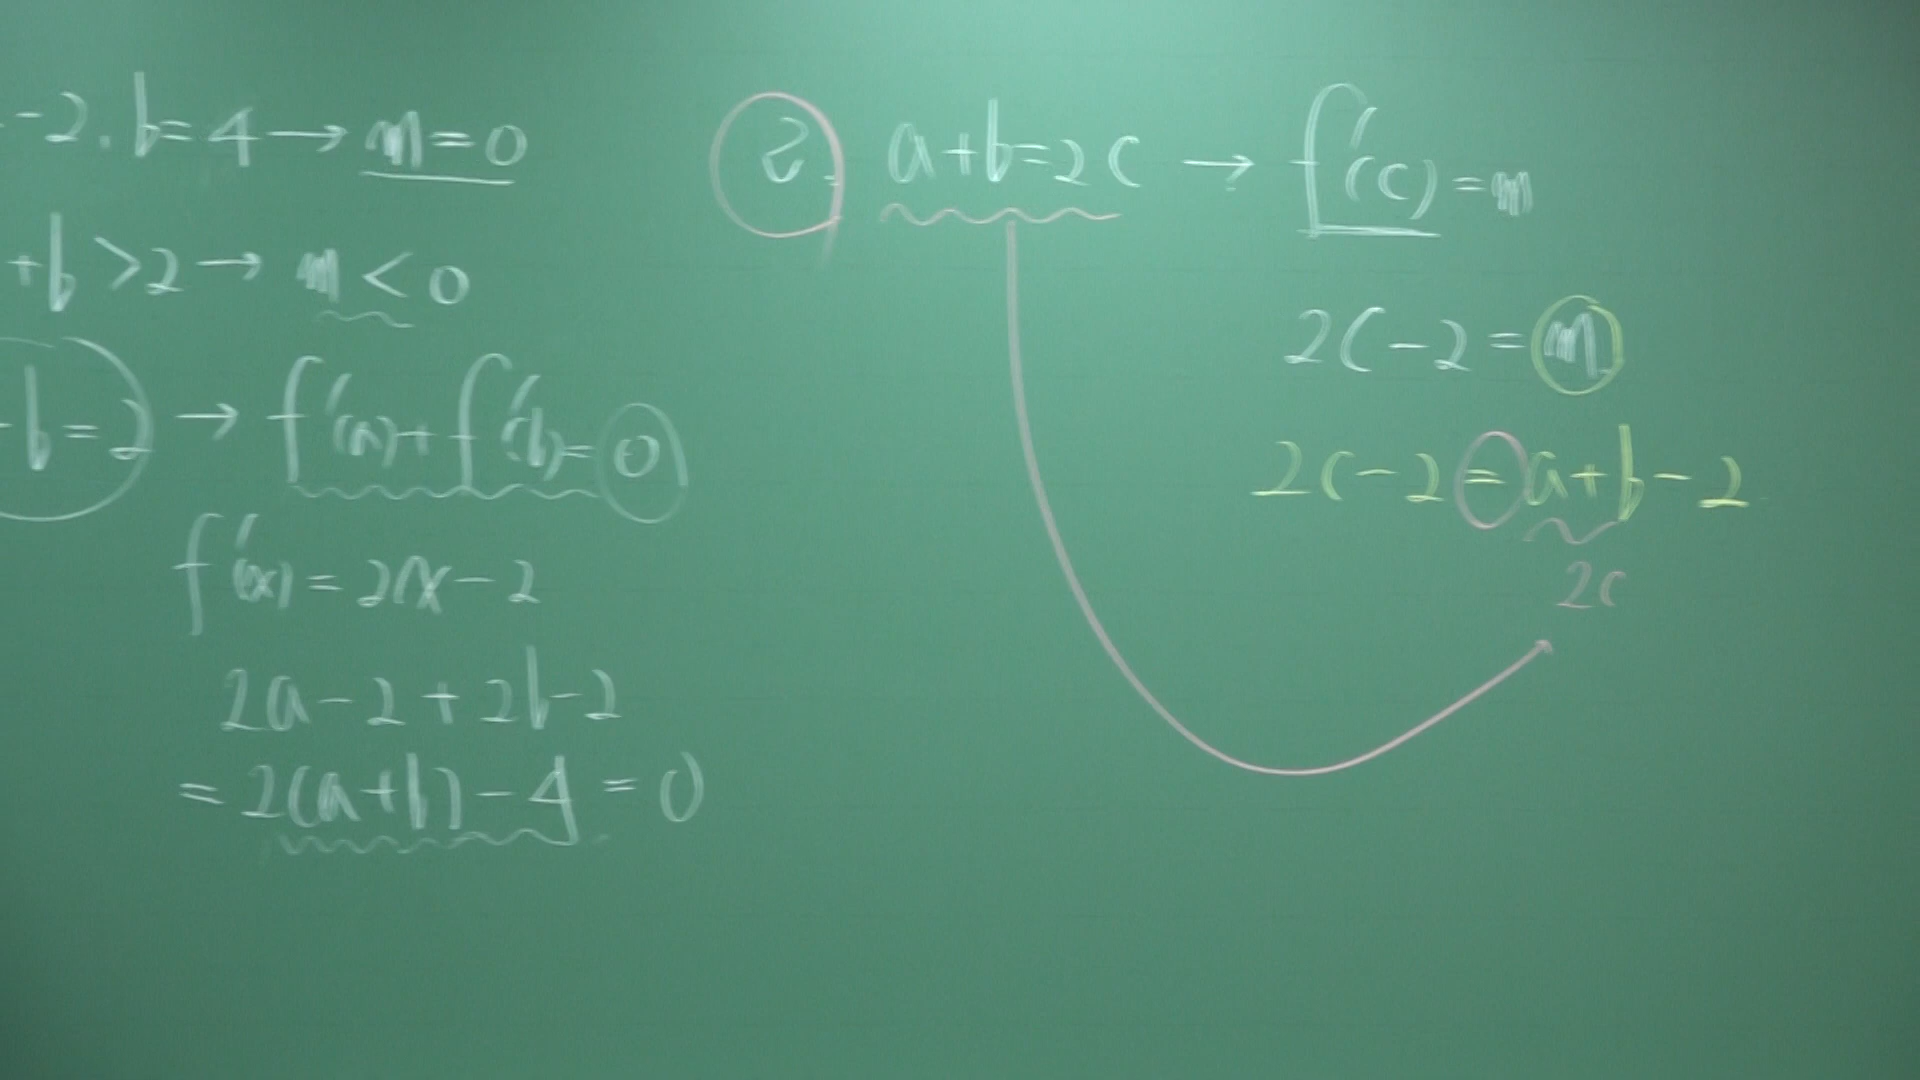 -2. b=4 → m=0
+b >2 → m < 0
b=2 → f'(a)+f'(b)=0
f'(x)=2x-2
2a-2+2b-2
=2(a+b)-4=0
a+b=2c → f'(c)=m
2c-2=m
2c-2=a+b-2
2c